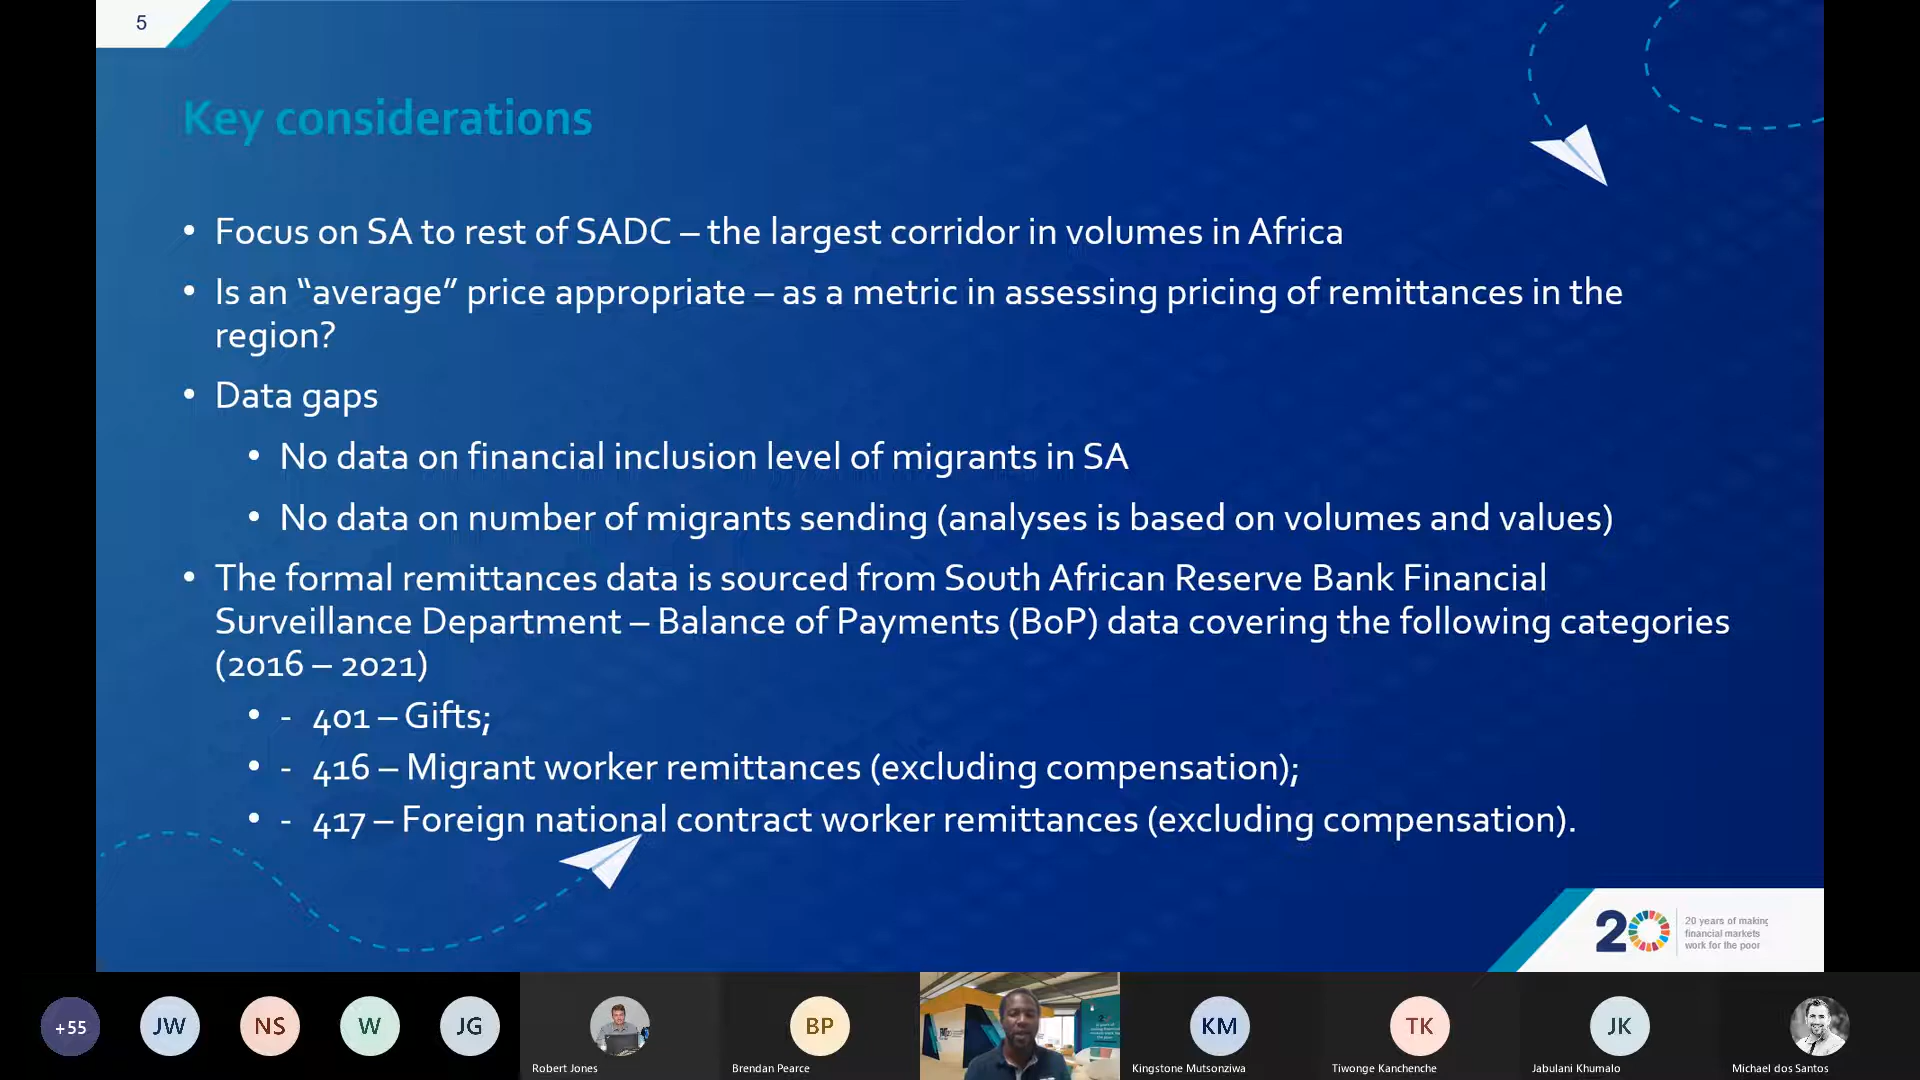 5
Key considerations
• Focus on SA to rest of SADC – the largest corridor in volumes in Africa
• Is an “average” price appropriate – as a metric in assessing pricing of remittances in the
region?
• Data gaps
• No data on financial inclusion level of migrants in SA
• No data on number of migrants sending (analyses is based on volumes and values)
• The formal remittances data is sourced from South African Reserve Bank Financial
Surveillance Department – Balance of Payments (BoP) data covering the following categories
(2016 – 2021)
• - 401 – Gifts;
• - 416 – Migrant worker remittances (excluding compensation);
• - 417 – Foreign national contract worker remittances (excluding compensation).
20
20 years of making
financial markets
work for the poor
+55 JW NS W JG BP KM TK JK
Robert Jones Brendan Pearce Kingstone Mutsonziwa Tiwonge Kanchenche Jabulani Khumalo Michael dos Santos